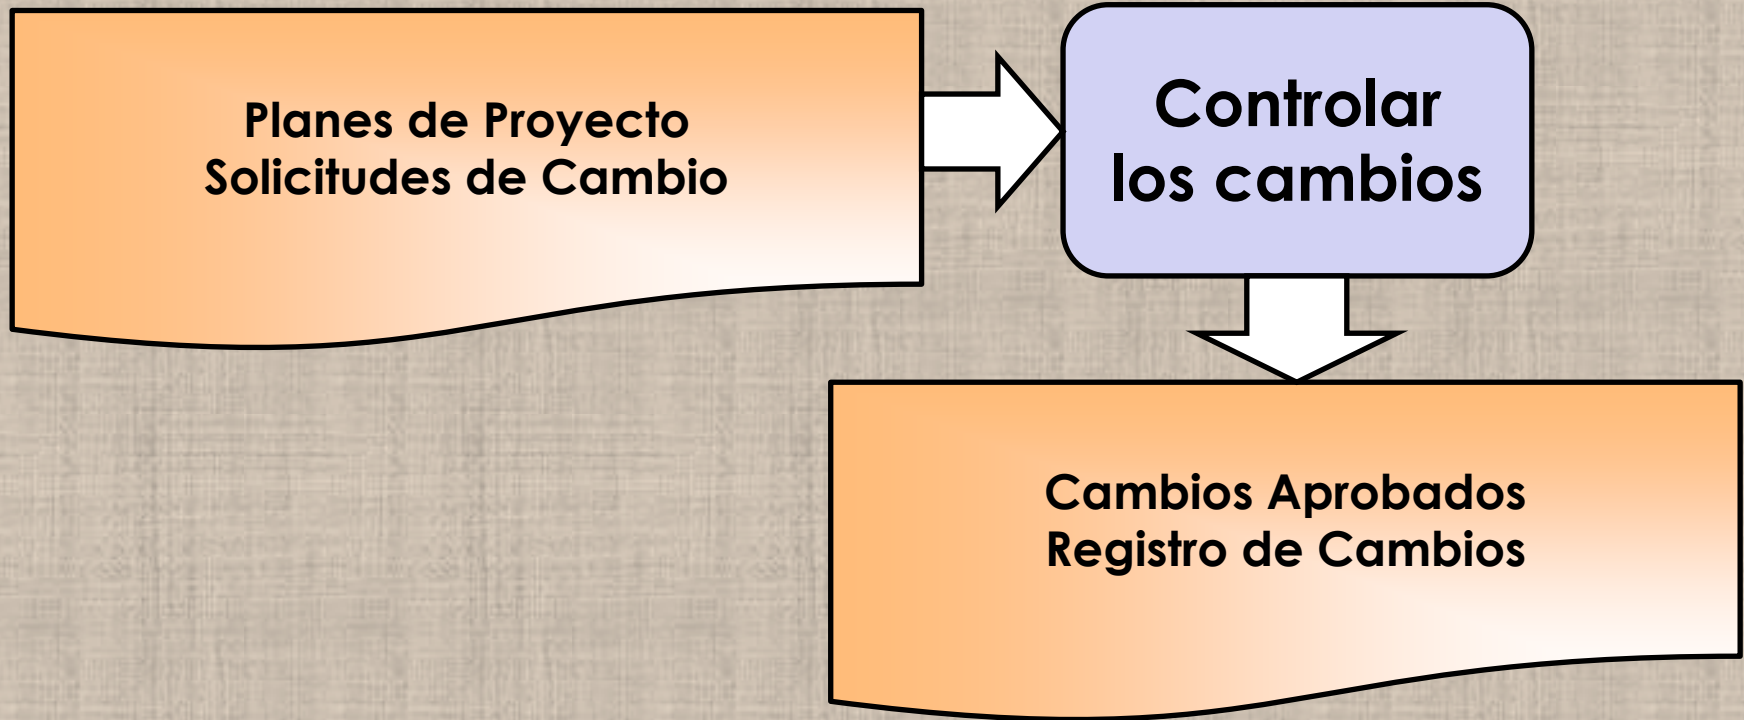 Planes de Proyecto
Solicitudes de Cambio
Controlar
los cambios
Cambios Aprobados
Registro de Cambios